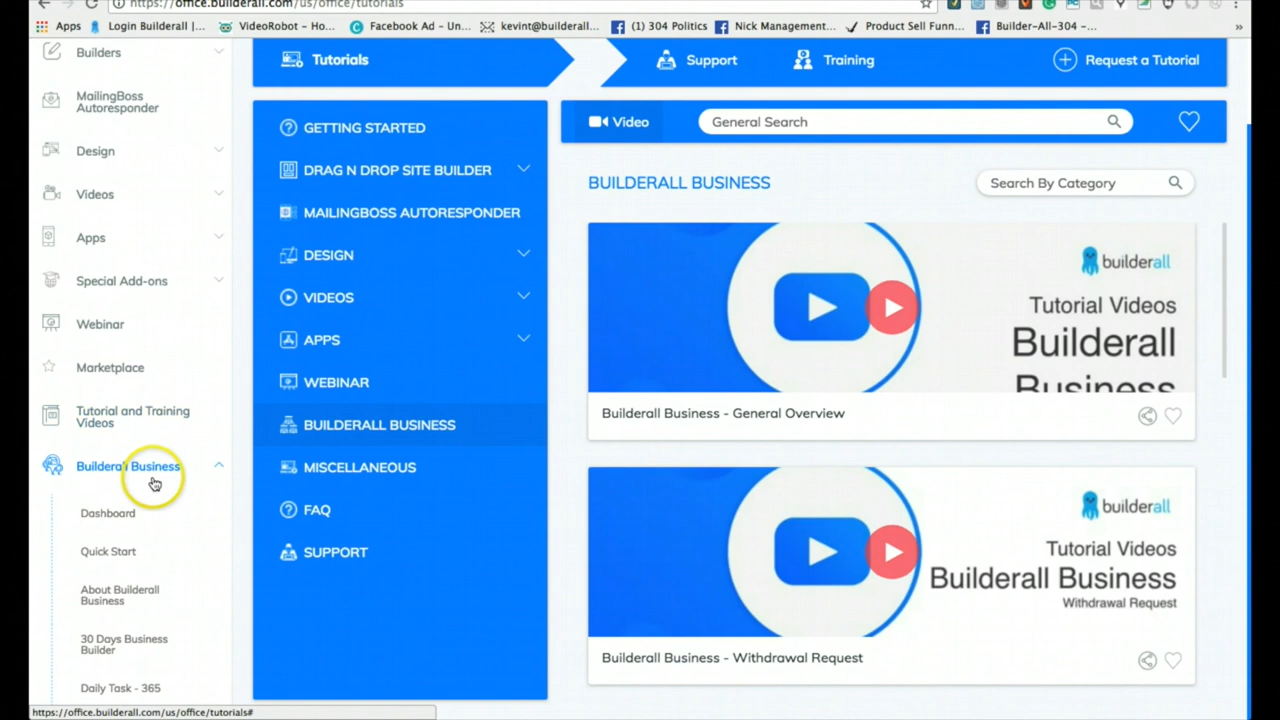 https://office.builderall.com/us/office/tutorials
Apps
Login Builderall |...
VideoRobot - Ho...
Facebook Ad - Un...
kevint@builderall...
(1) 304 Politics
Nick Management...
Product Sell Funn...
Builder-All-304 –...
»
Builders
MailingBoss
Autoresponder
Design
Videos
Apps
Special Add-ons
Webinar
Marketplace
Tutorial and Training
Videos
Builderall Business
Dashboard
Quick Start
About Builderall
Business
30 Days Business
Builder
Daily Task - 365
Tutorials
Support
Training
Request a Tutorial
GETTING STARTED
DRAG N DROP SITE BUILDER
MAILINGBOSS AUTORESPONDER
DESIGN
VIDEOS
APPS
WEBINAR
BUILDERALL BUSINESS
MISCELLANEOUS
FAQ
SUPPORT
Video
General Search
BUILDERALL BUSINESS
Search By Category
builderall
Tutorial Videos
Builderall
Business
Builderall Business - General Overview
builderall
Tutorial Videos
Builderall Business
Withdrawal Request
Builderall Business - Withdrawal Request
https://office.builderall.com/us/office/tutorials#